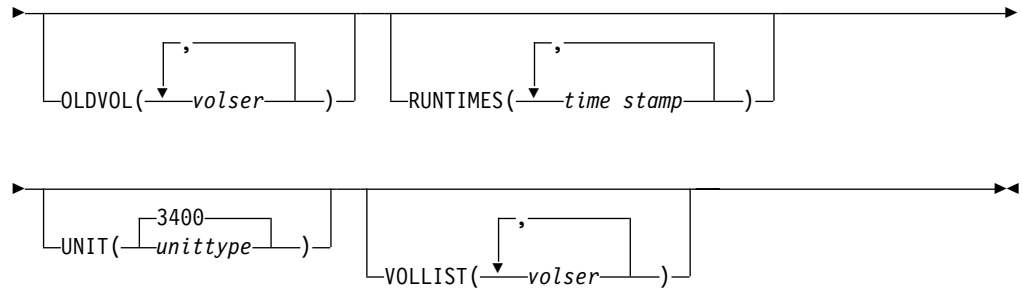 , ,
OLDVOL( volser ) RUNTIMES( time stamp )
3400 ,
UNIT( unittype )
VOLLIST( volser )